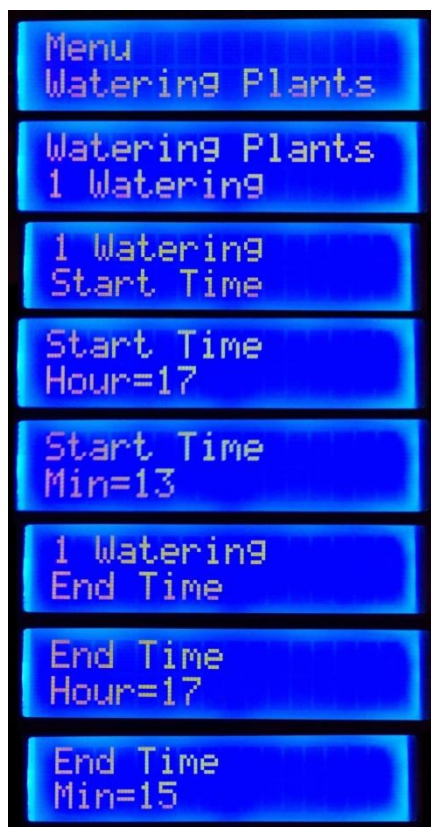 Menu
Watering Plants
Watering Plants
1 Watering
1 Watering
Start Time
Start Time
Hour=17
Start Time
Min=13
1 Watering
End Time
End Time
Hour=17
End Time
Min=15